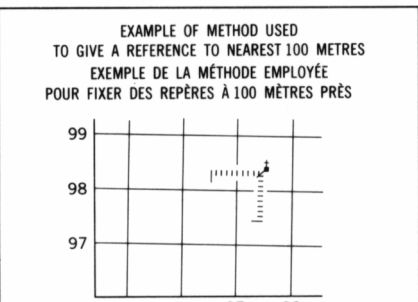 EXAMPLE OF METHOD USED
TO GIVE A REFERENCE TO NEAREST 100 METRES
EXEMPLE DE LA MÉTHODE EMPLOYÉE
POUR FIXER DES REPÈRES À 100 MÈTRES PRÈS
99
98
97